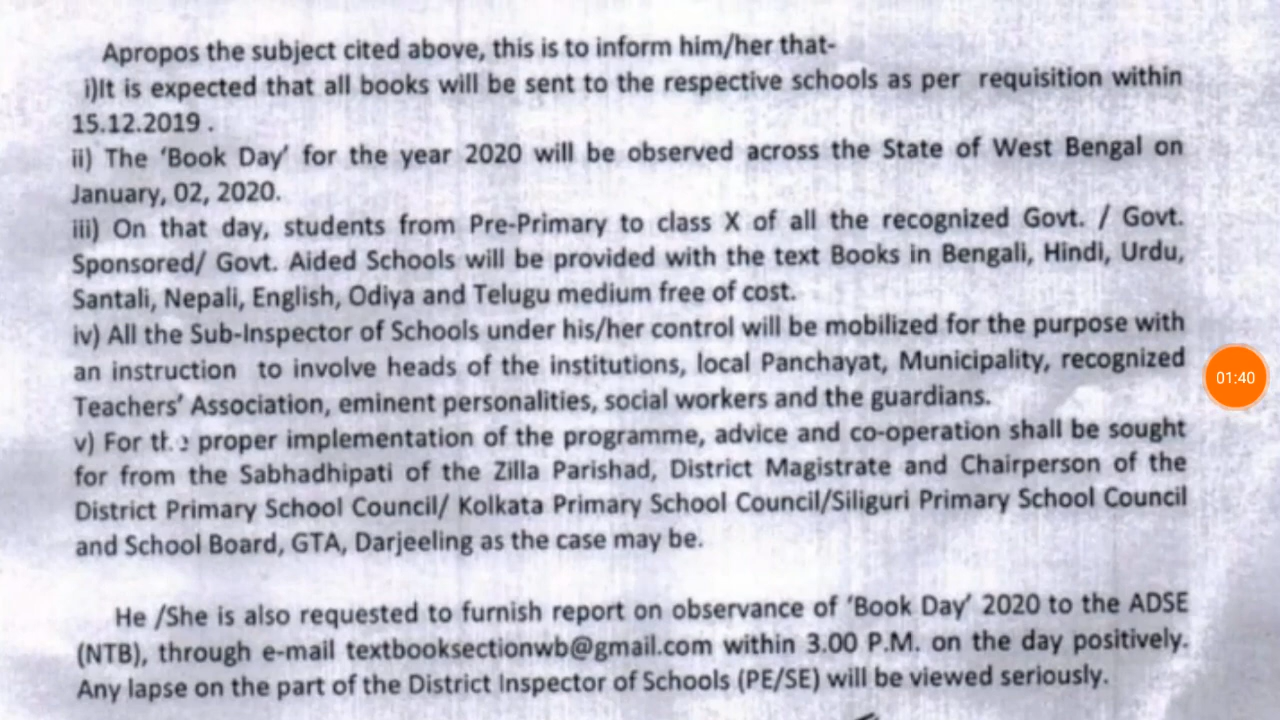 Apropos the subject cited above, this is to inform him/her that-
i)It is expected that all books will be sent to the respective schools as per requisition within
15.12.2019 .
ii) The ‘Book Day’ for the year 2020 will be observed across the State of West Bengal on
January, 02, 2020.
iii) On that day, students from Pre-Primary to class X of all the recognized Govt. / Govt.
Sponsored/ Govt. Aided Schools will be provided with the text Books in Bengali, Hindi, Urdu,
Santali, Nepali, English, Odiya and Telugu medium free of cost.
iv) All the Sub-Inspector of Schools under his/her control will be mobilized for the purpose with
an instruction to involve heads of the institutions, local Panchayat, Municipality, recognized
Teachers’ Association, eminent personalities, social workers and the guardians.
v) For the proper implementation of the programme, advice and co-operation shall be sought
for from the Sabhadhipati of the Zilla Parishad, District Magistrate and Chairperson of the
District Primary School Council/ Kolkata Primary School Council/Siliguri Primary School Council
and School Board, GTA, Darjeeling as the case may be.
He /She is also requested to furnish report on observance of ‘Book Day’ 2020 to the ADSE
(NTB), through e-mail textbooksectionwb@gmail.com within 3.00 P.M. on the day positively.
Any lapse on the part of the District Inspector of Schools (PE/SE) will be viewed seriously.
01:40